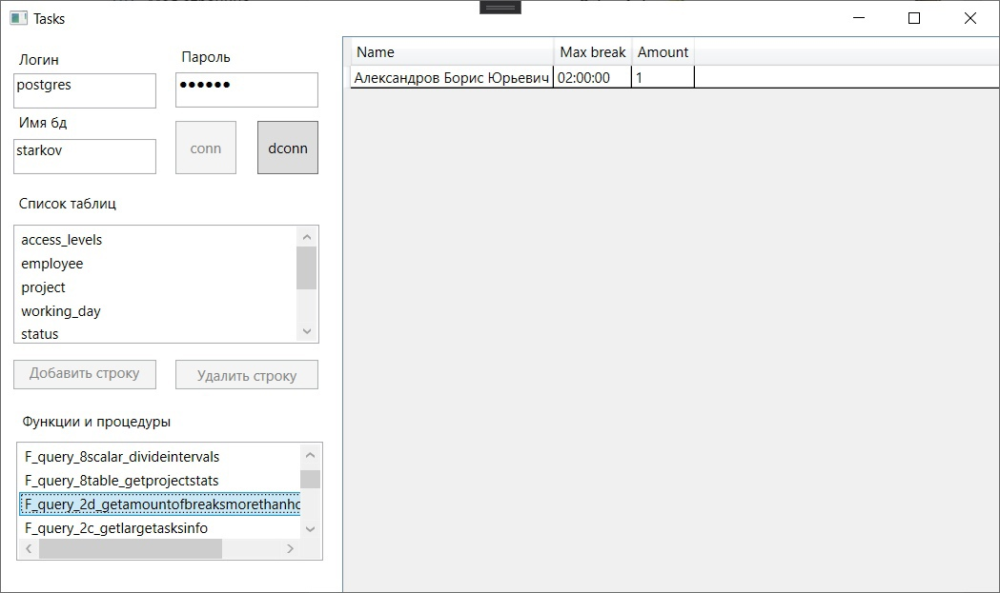 Tasks
Логин
Пароль
postgres
••••••
Имя бд
starkov
conn
dconn
Список таблиц
access_levels
employee
project
working_day
status
Добавить строку
Удалить строку
Функции и процедуры
F_query_8scalar_divideintervals
F_query_8table_getprojectstats
F_query_2d_getamountofbreaksmorethanho
F_query_2c_getlargetasksinfo
Name Max break Amount
Александров Борис Юрьевич 02:00:00 1